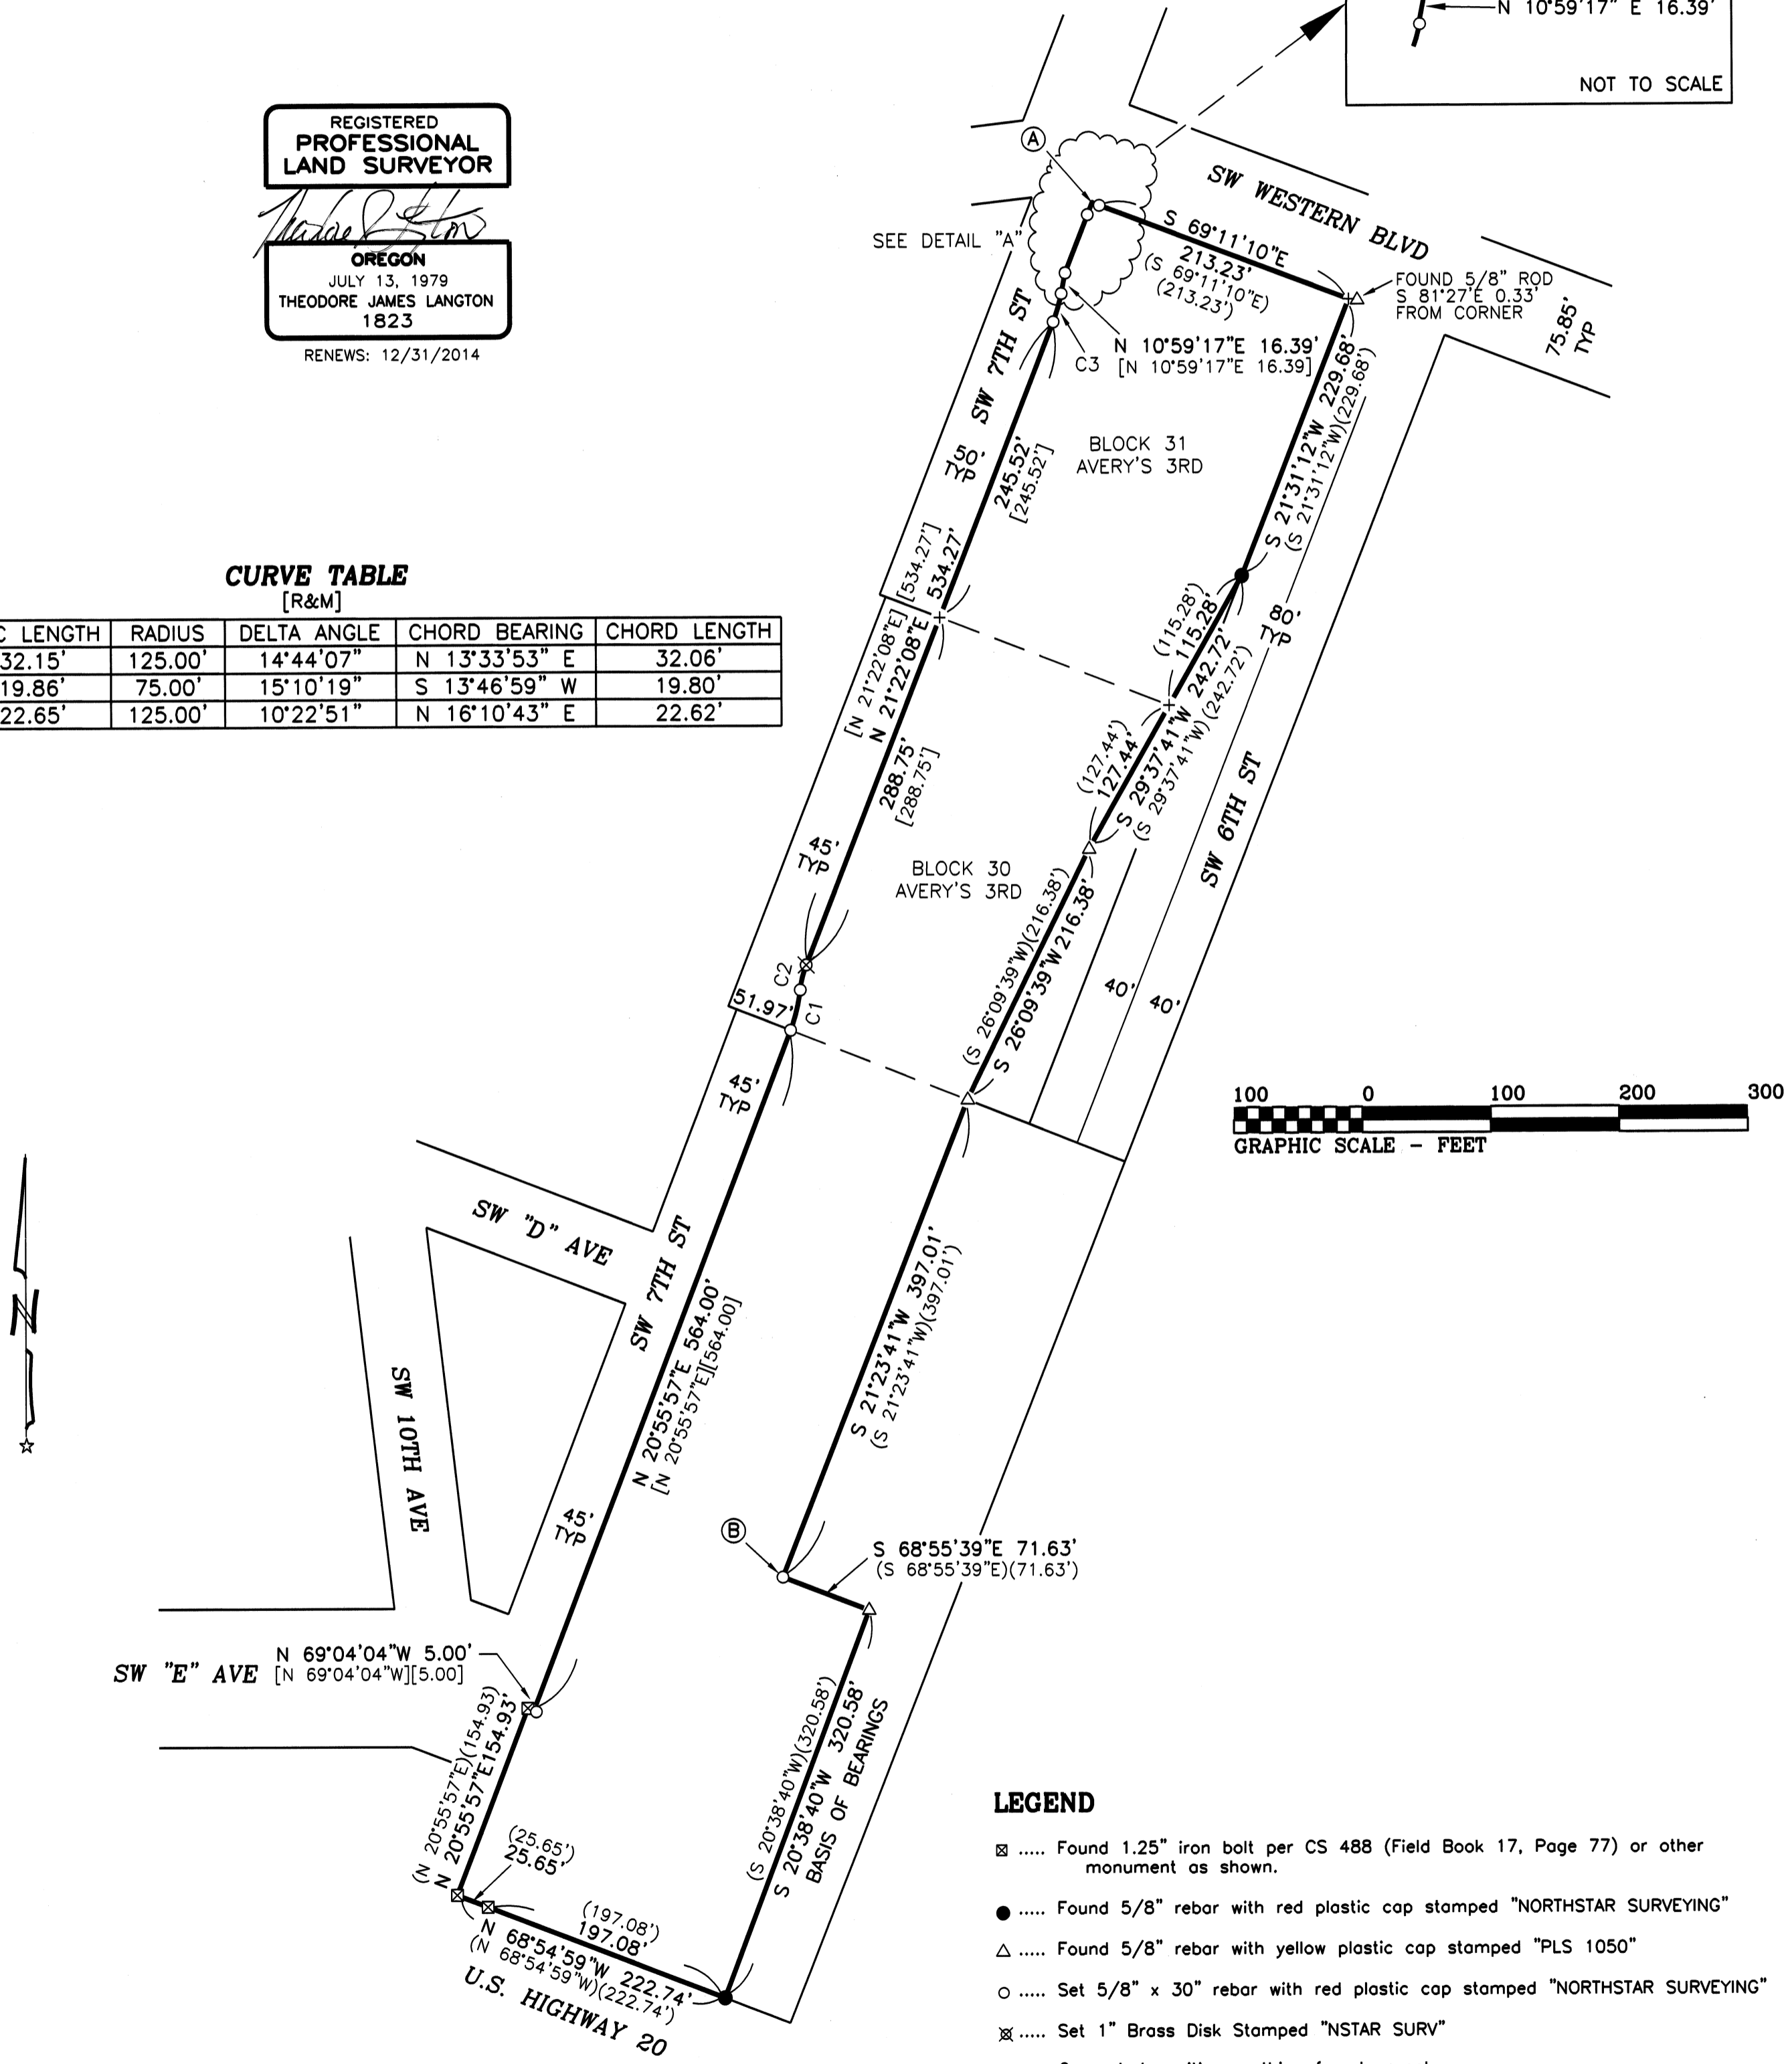 N 10°59'17" E 16.39'
NOT TO SCALE
REGISTERED
PROFESSIONAL
LAND SURVEYOR
OREGON
JULY 13, 1979
THEODORE JAMES LANGTON
1823
RENEWS: 12/31/2014
A
SEE DETAIL "A"
SW WESTERN BLVD
S 69°11'10"E
213.23'
(S 69°11'10"E)
(213.23')
FOUND 5/8" ROD
S 81°27'E 0.33'
FROM CORNER
75.85'
TYP
N 10°59'17"E 16.39'
[N 10°59'17"E 16.39]
C3
SW 7TH ST
50'
TYP
245.52'
[245.52']
BLOCK 31
AVERY'S 3RD
S 21°31'12"W 229.68'
(S 21°31'12"W)(229.68')
[534.27']
534.27'
[N 21°22'08"E]
N 21°22'08"E
(115.28')
115.28'
80'
TYP
S 29°37'41"W 242.72'
(S 29°37'41"W)(242.72')
(127.44')
127.44'
288.75'
[288.75']
SW 6TH ST
CURVE TABLE
[R&M]
C LENGTH RADIUS DELTA ANGLE CHORD BEARING CHORD LENGTH
32.15' 125.00' 14°44'07" N 13°33'53" E 32.06'
19.86' 75.00' 15°10'19" S 13°46'59" W 19.80'
22.65' 125.00' 10°22'51" N 16°10'43" E 22.62'
45'
TYP
BLOCK 30
AVERY'S 3RD
(S 26°09'39"W)(216.38')
S 26°09'39"W 216.38'
C2
C1
51.97'
40'
40'
45'
TYP
100 0 100 200 300
GRAPHIC SCALE – FEET
SW "D" AVE
SW 7TH ST
N
SW 10TH AVE
N 20°55'57"E 564.00'
[N 20°55'57"E][564.00]
S 21°23'41"W 397.01'
(S 21°23'41"W)(397.01')
45'
TYP
B
S 68°55'39"E 71.63'
(S 68°55'39"E)(71.63')
N 69°04'04"W 5.00'
SW "E" AVE [N 69°04'04"W][5.00]
(N 20°55'57"E)(154.93)
N 20°55'57"E154.93'
(S 20°38'40"W)(320.58')
S 20°38'40"W 320.58'
BASIS OF BEARINGS
(25.65')
25.65'
(197.08')
197.08'
N 68°54'59"W 222.74'
(N 68°54'59"W)(222.74')
U.S. HIGHWAY 20
LEGEND
..... Found 1.25" iron bolt per CS 488 (Field Book 17, Page 77) or other
monument as shown.
..... Found 5/8" rebar with red plastic cap stamped "NORTHSTAR SURVEYING"
..... Found 5/8" rebar with yellow plastic cap stamped "PLS 1050"
..... Set 5/8" x 30" rebar with red plastic cap stamped "NORTHSTAR SURVEYING"
..... Set 1" Brass Disk Stamped "NSTAR SURV"